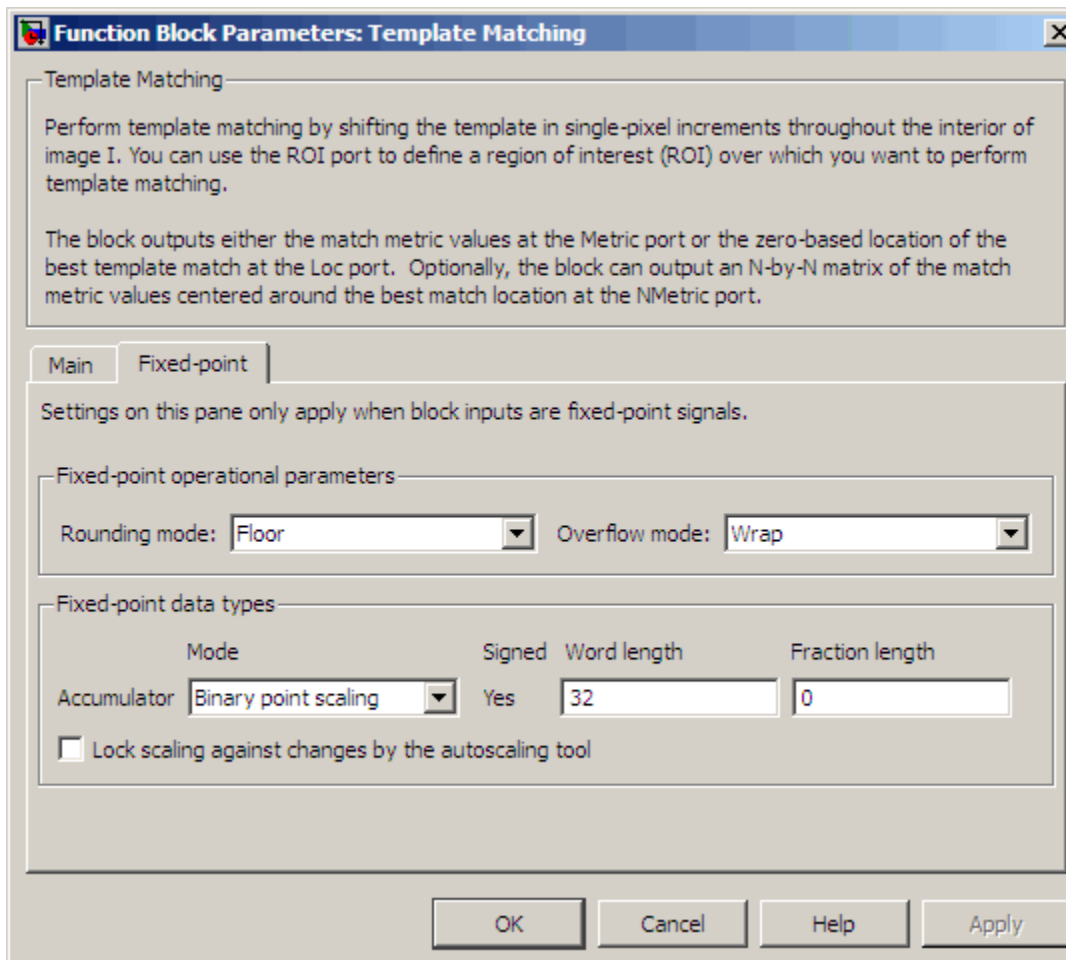 Function Block Parameters: Template Matching
Template Matching
Perform template matching by shifting the template in single-pixel increments throughout the interior of
image I. You can use the ROI port to define a region of interest (ROI) over which you want to perform
template matching.
The block outputs either the match metric values at the Metric port or the zero-based location of the
best template match at the Loc port.  Optionally, the block can output an N-by-N matrix of the match
metric values centered around the best match location at the NMetric port.
Main Fixed-point
Settings on this pane only apply when block inputs are fixed-point signals.
Fixed-point operational parameters
Rounding mode: Floor Overflow mode: Wrap
Fixed-point data types
Mode Signed Word length Fraction length
Accumulator Binary point scaling Yes 32 0
Lock scaling against changes by the autoscaling tool
OK Cancel Help Apply